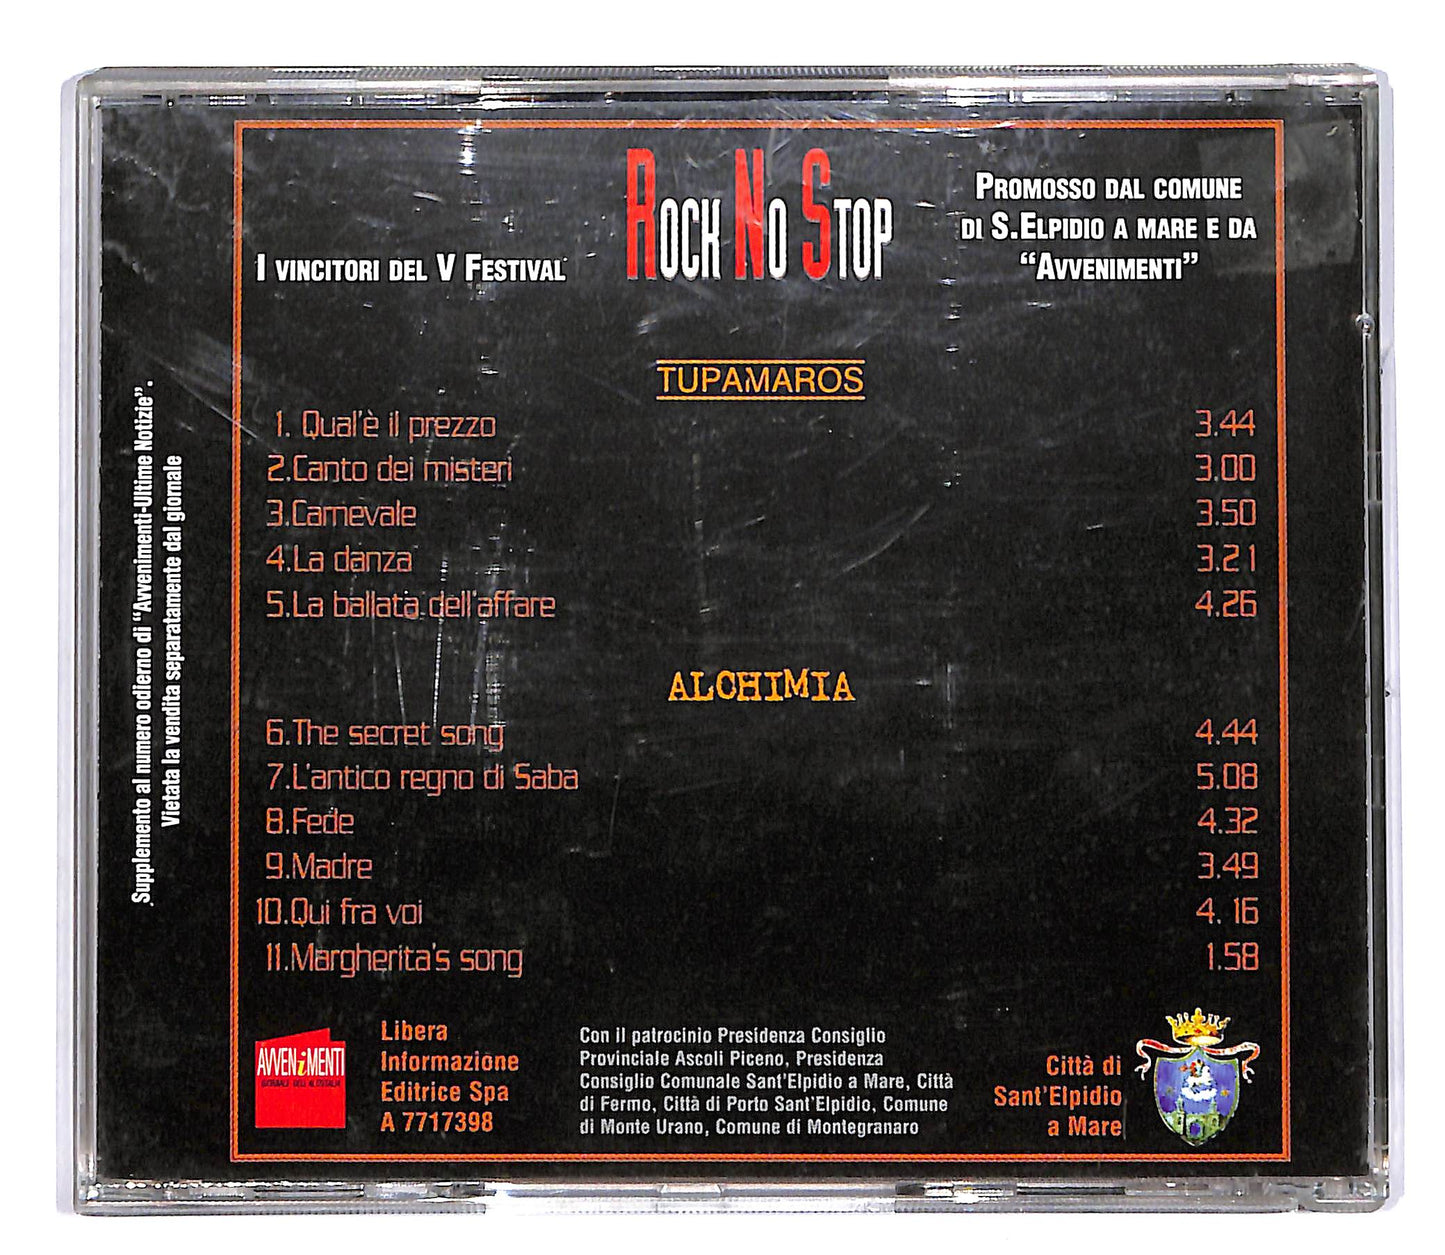 I VINCITORI DEL V FESTIVAL
ROCK NO STOP
PROMOSSO DAL COMUNE
DI S.ELPIDIO A MARE E DA
“AVVENIMENTI”
TUPAMAROS
1. Qual'è il prezzo 3.44
2.Canto dei misteri 3.00
3.Carnevale 3.50
4.La danza 3.21
5.La ballata dell'affare 4.26
ALCHIMIA
6.The secret song 4.44
7.L'antico regno di Saba 5.08
8.Fede 4.32
9.Madre 3.49
10.Qui fra voi 4. 16
11.Margherita's song 1.58
AVVENiMENTI
Libera
Informazione
Editrice Spa
A 7717398
Con il patrocinio Presidenza Consiglio
Provinciale Ascoli Piceno, Presidenza
Consiglio Comunale Sant'Elpidio a Mare, Città
di Fermo, Città di Porto Sant'Elpidio, Comune
di Monte Urano, Comune di Montegranaro
Città di
Sant'Elpidio
a Mare
Supplemento al numero odierno di “Avvenimenti-Ultime Notizie”.
Vietata la vendita separatamente dal giornale